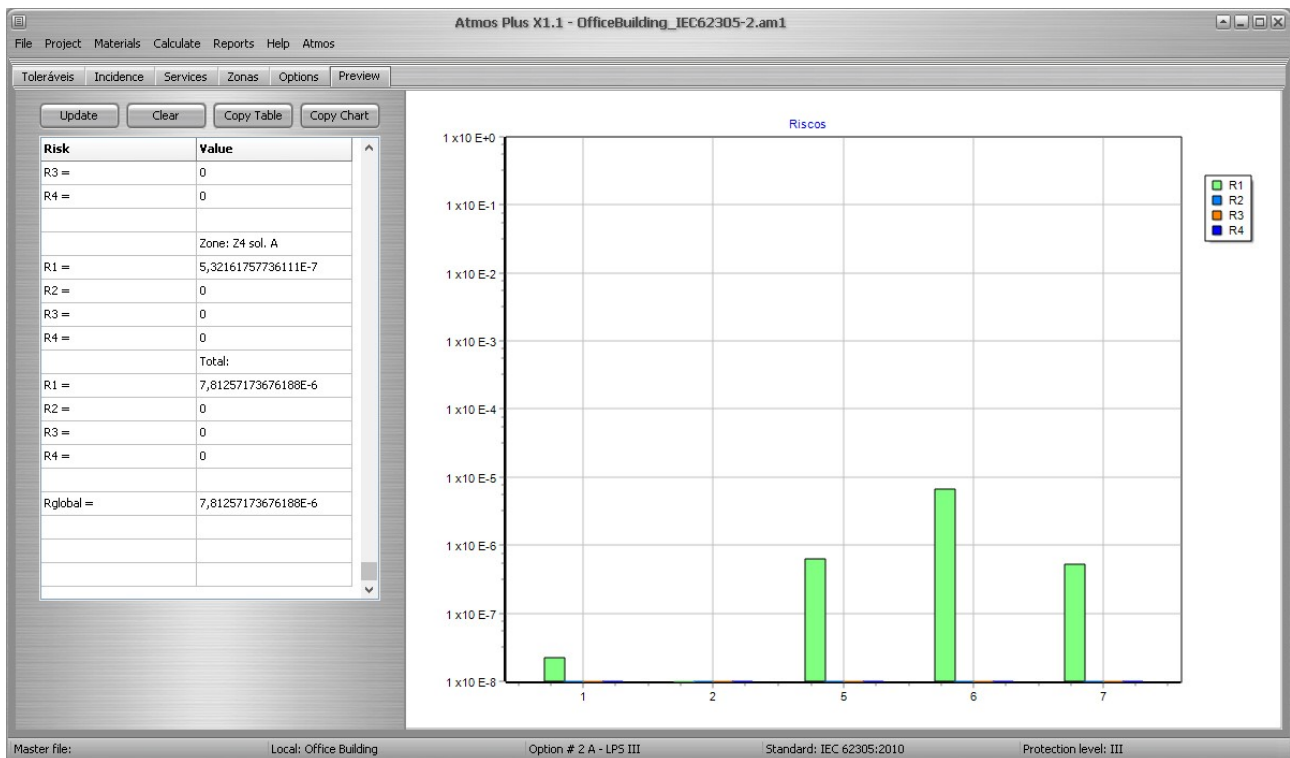 Atmos Plus X1.1 - OfficeBuilding_IEC62305-2.am1
File Project Materials Calculate Reports Help Atmos
Toleráveis Incidence Services Zonas Options Preview
Update Clear Copy Table Copy Chart
Risk Value
R3 = 0
R4 = 0
Zone: Z4 sol. A
R1 = 5,32161757736111E-7
R2 = 0
R3 = 0
R4 = 0
Total:
R1 = 7,81257173676188E-6
R2 = 0
R3 = 0
R4 = 0
Rglobal = 7,81257173676188E-6
Riscos
1 x10 E+0
1 x10 E-1
1 x10 E-2
1 x10 E-3
1 x10 E-4
1 x10 E-5
1 x10 E-6
1 x10 E-7
1 x10 E-8
1 2 5 6 7
R1
R2
R3
R4
Master file: Local: Office Building Option # 2 A - LPS III Standard: IEC 62305:2010 Protection level: III